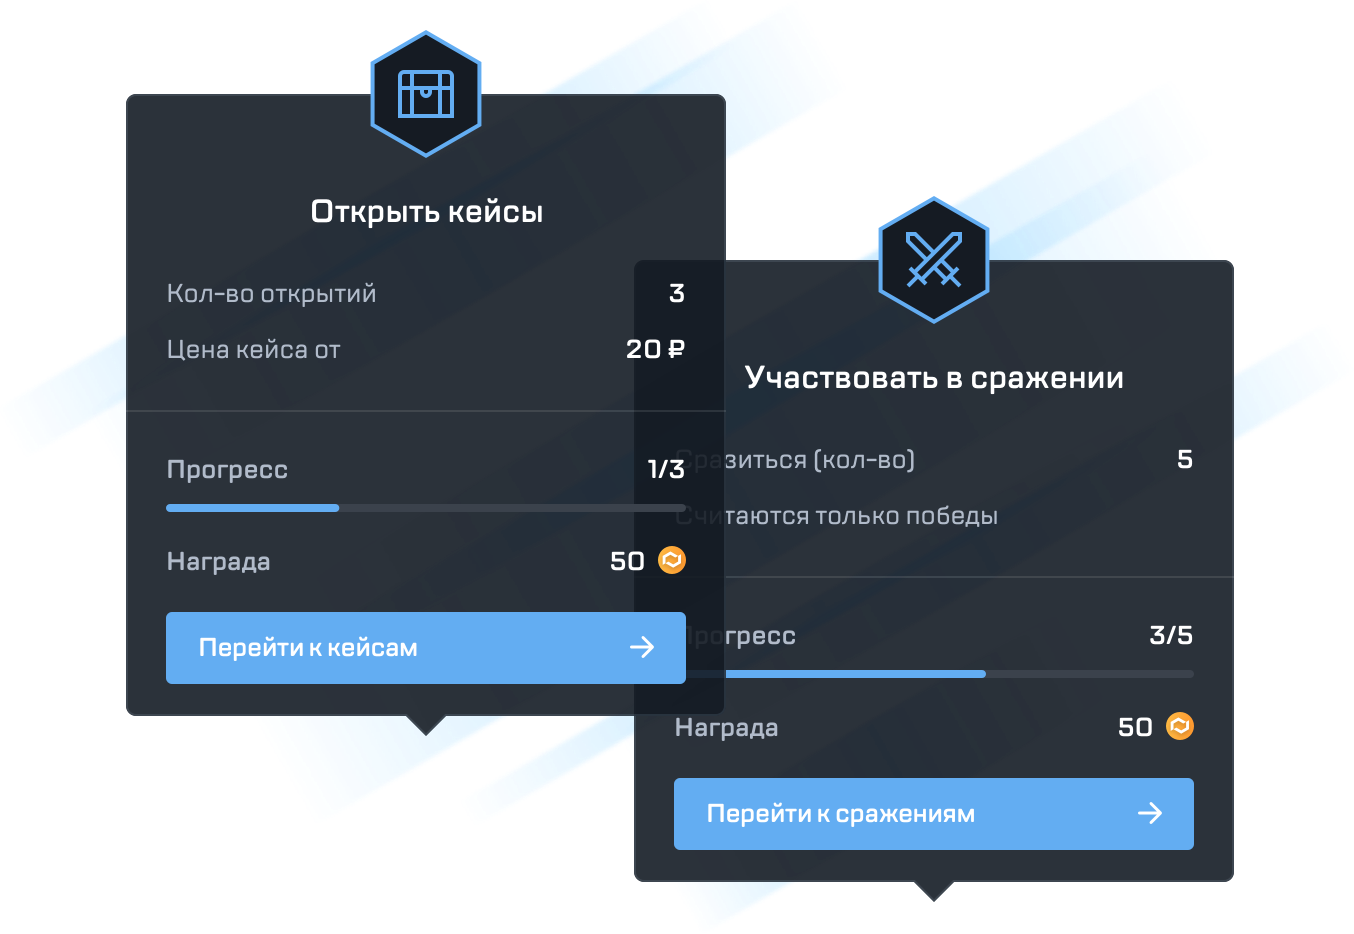 Открыть кейсы
Кол-во открытий 3
Цена кейса от 20 ₽
Прогресс 1/3
Награда 50
Перейти к кейсам
Участвовать в сражении
Сразиться (кол-во) 5
Считаются только победы
Прогресс 3/5
Награда 50
Перейти к сражениям